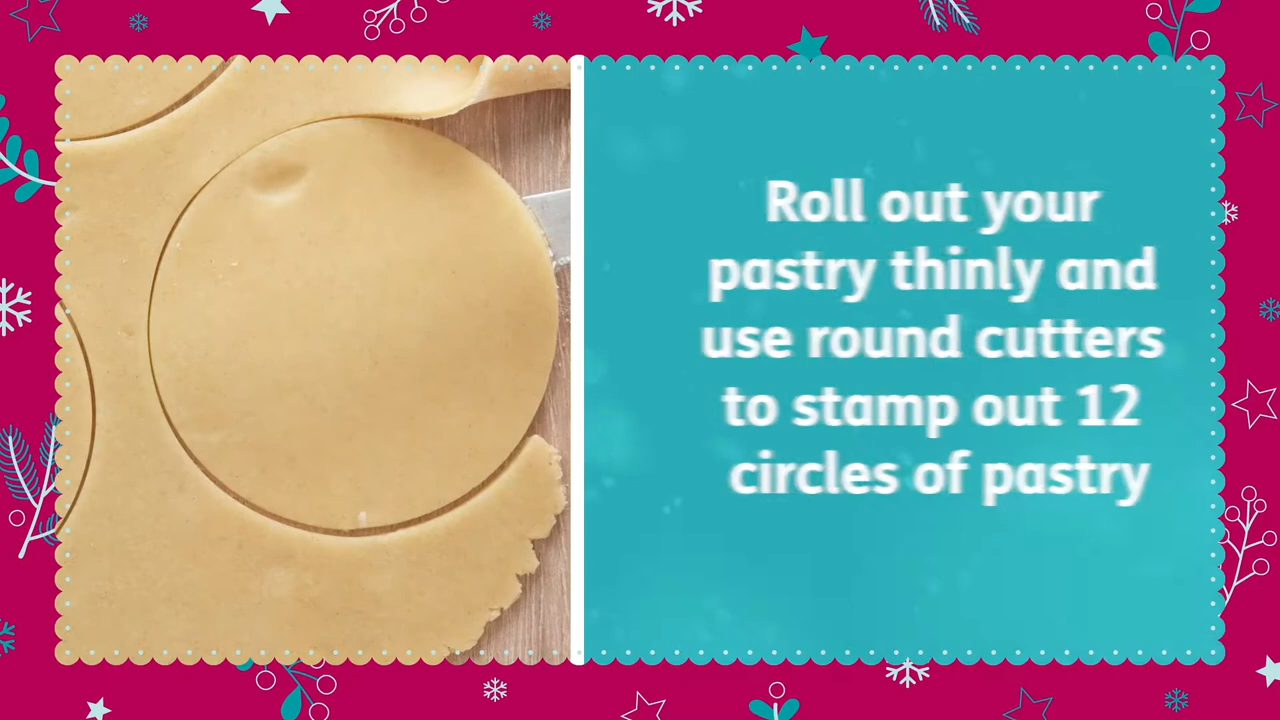 Roll out your
pastry thinly and
use round cutters
to stamp out 12
circles of pastry